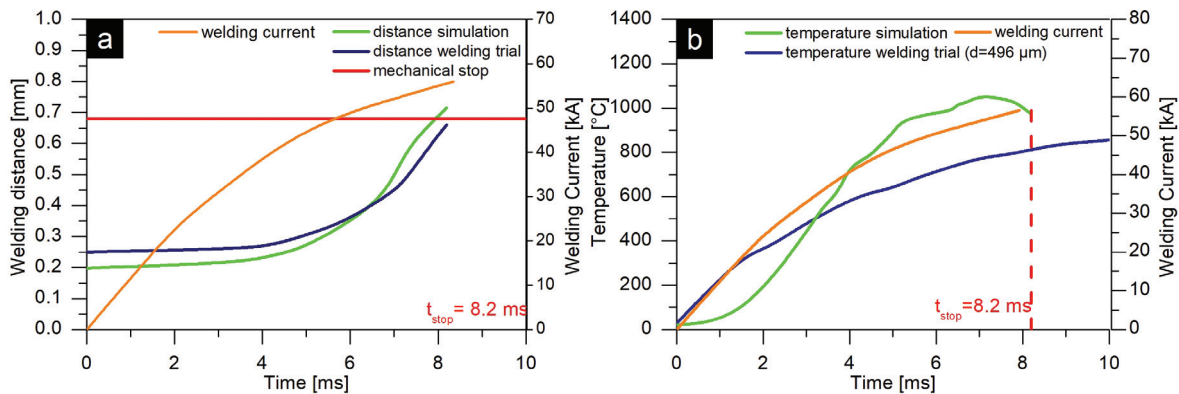 a
welding current
distance simulation
distance welding trial
mechanical stop
Welding distance [mm]
1.0
0.9
0.8
0.7
0.6
0.5
0.4
0.3
0.2
0.1
0.0
70
60
50
40
30
20
10
0
Welding Current [kA]
t_stop= 8.2 ms
0 2 4 6 8 10
Time [ms]
b
temperature simulation
welding current
temperature welding trial (d=496 µm)
Temperature [°C]
1400
1200
1000
800
600
400
200
0
80
70
60
50
40
30
20
10
0
Welding Current [kA]
t_stop= 8.2 ms
0 2 4 6 8 10
Time [ms]